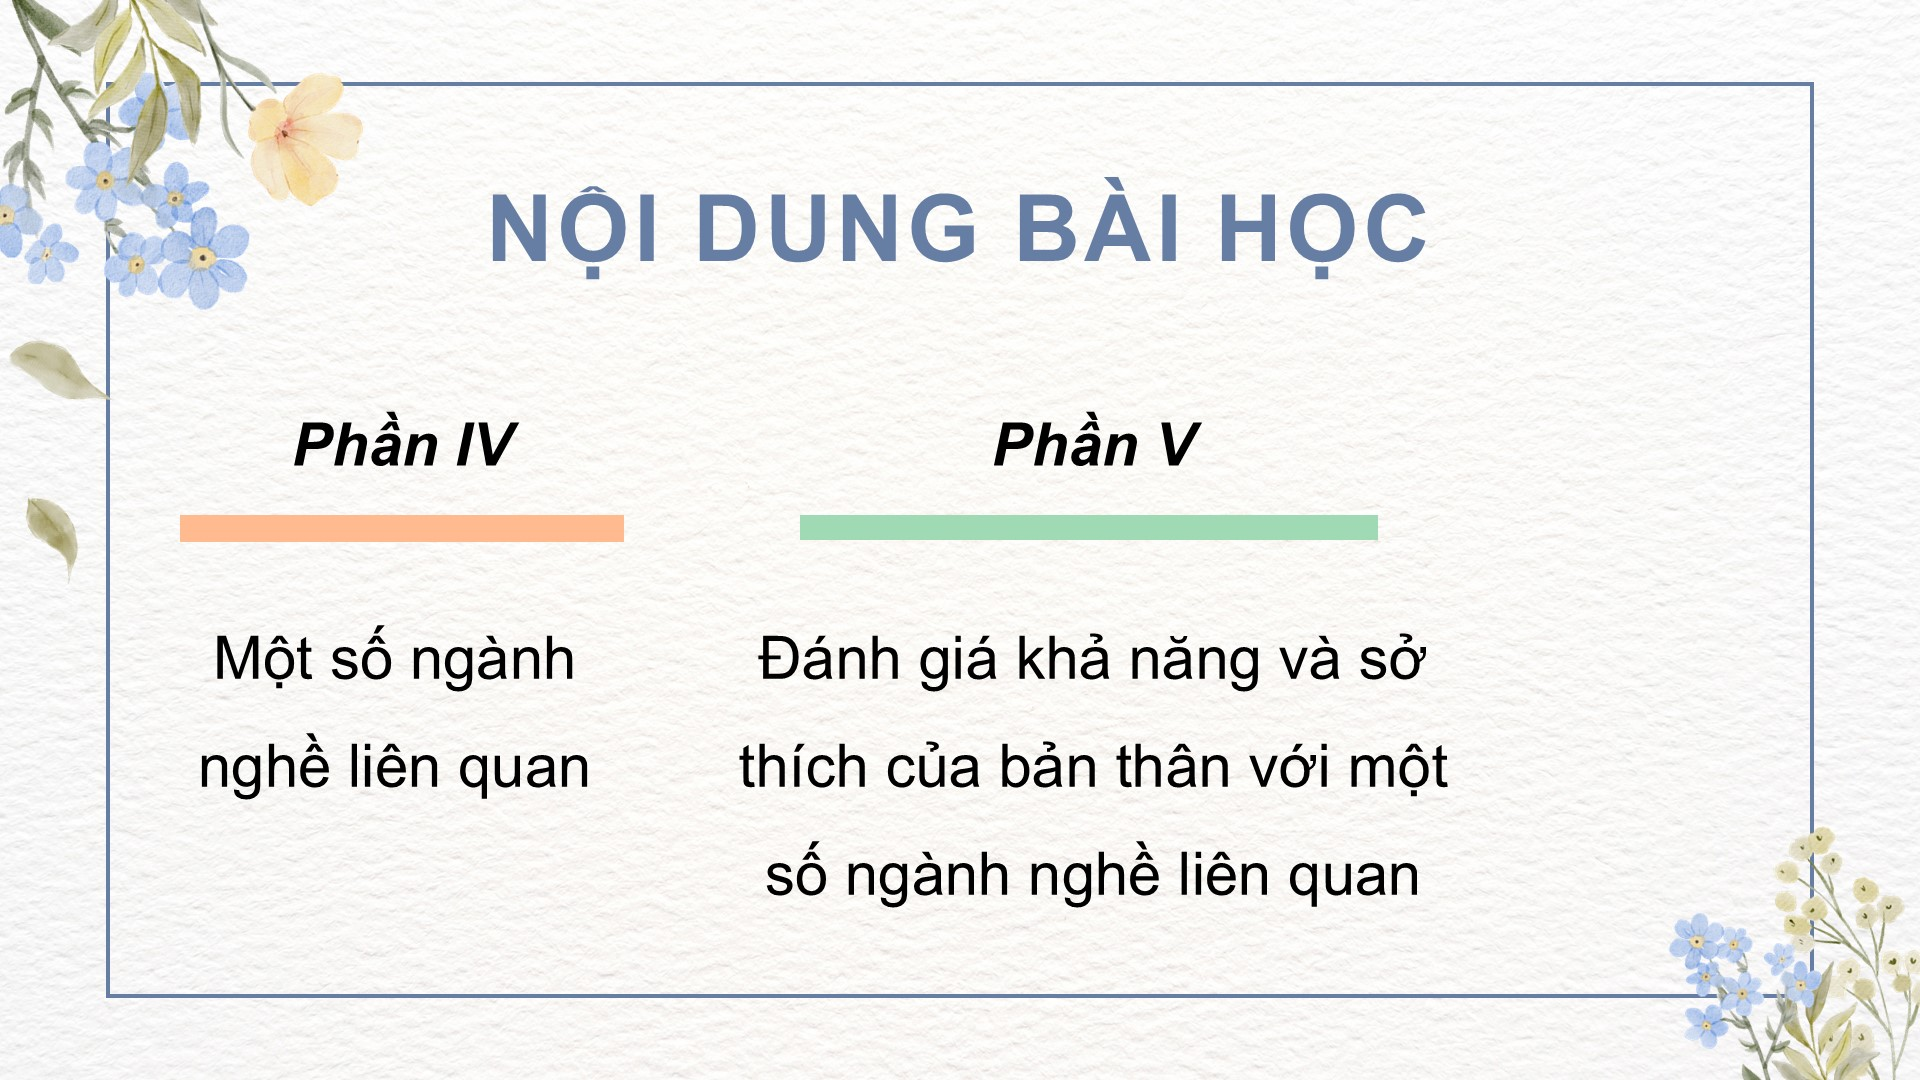 NỘI DUNG BÀI HỌC
Phần IV
Một số ngành
nghề liên quan
Phần V
Đánh giá khả năng và sở
thích của bản thân với một
số ngành nghề liên quan